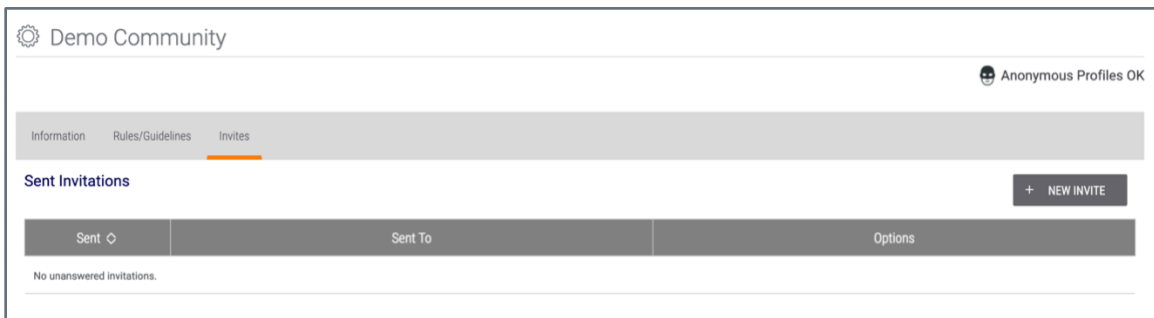 Demo Community
Anonymous Profiles OK
Information Rules/Guidelines Invites
Sent Invitations
+ NEW INVITE
Sent Sent To Options
No unanswered invitations.